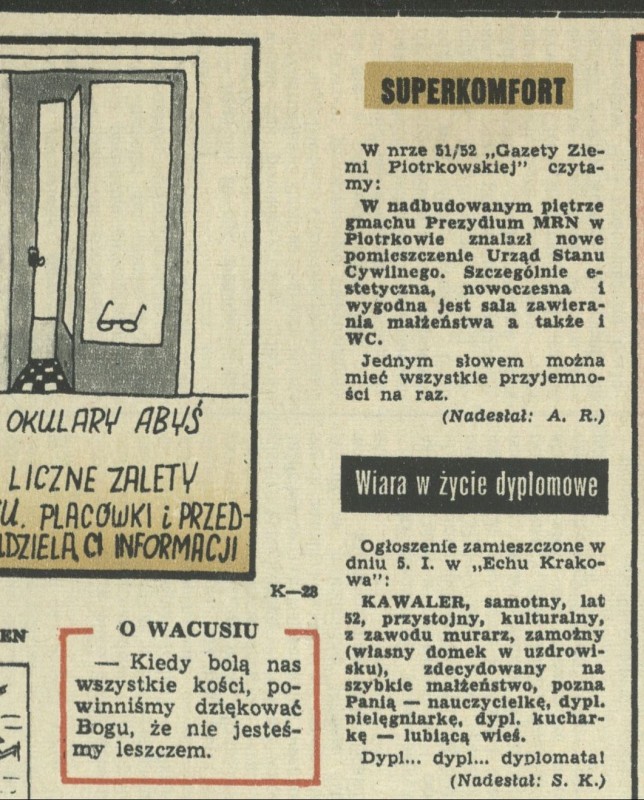 OKULARY ABYŚ
LICZNE ZALETY
U. PLACÓWKI i PRZED-
DZIELĄ CI INFORMACJI
K—28
EN
O WACUSIU
— Kiedy bolą nas
wszystkie kości, po-
winniśmy dziękować
Bogu, że nie jesteś-
my leszczem.
SUPERKOMFORT
W nrze 51/52 „Gazety Zie-
mi Piotrkowskiej” czyta-
my:
W nadbudowanym piętrze
gmachu Prezydium MRN w
Piotrkowie znalazł nowe
pomieszczenie Urząd Stanu
Cywilnego. Szczególnie e-
stetyczna, nowoczesna i
wygodna jest sala zawiera-
nia małżeństwa a także i
WC.
Jednym słowem można
mieć wszystkie przyjemno-
ści na raz.
(Nadesłał: A. R.)
Wiara w życie dyplomowe
Ogłoszenie zamieszczone w
dniu 5. I. w „Echu Krako-
wa”:
KAWALER, samotny, lat
52, przystojny, kulturalny,
z zawodu murarz, zamożny
(własny domek w uzdrowi-
sku), zdecydowany na
szybkie małżeństwo, pozna
Panią — nauczycielkę, dypl.
pielęgniarkę, dypl. kuchar-
kę — lubiącą wieś.
Dypl... dypl... dyplomata!
(Nadesłał: S. K.)